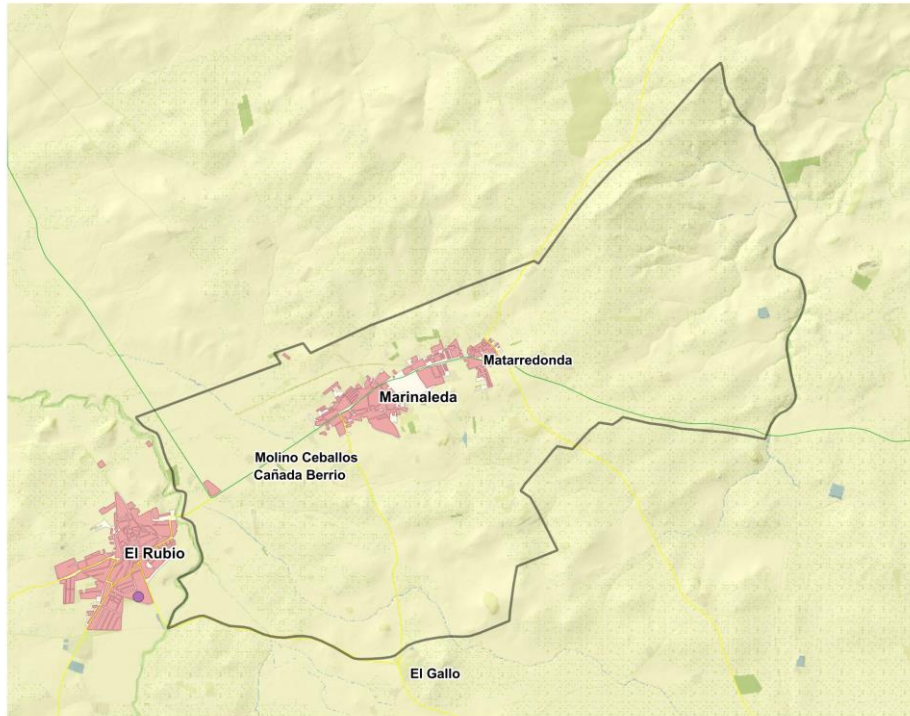 Matarredonda
Marinaleda
Molino Ceballos
Cañada Berrio
El Rubio
El Gallo